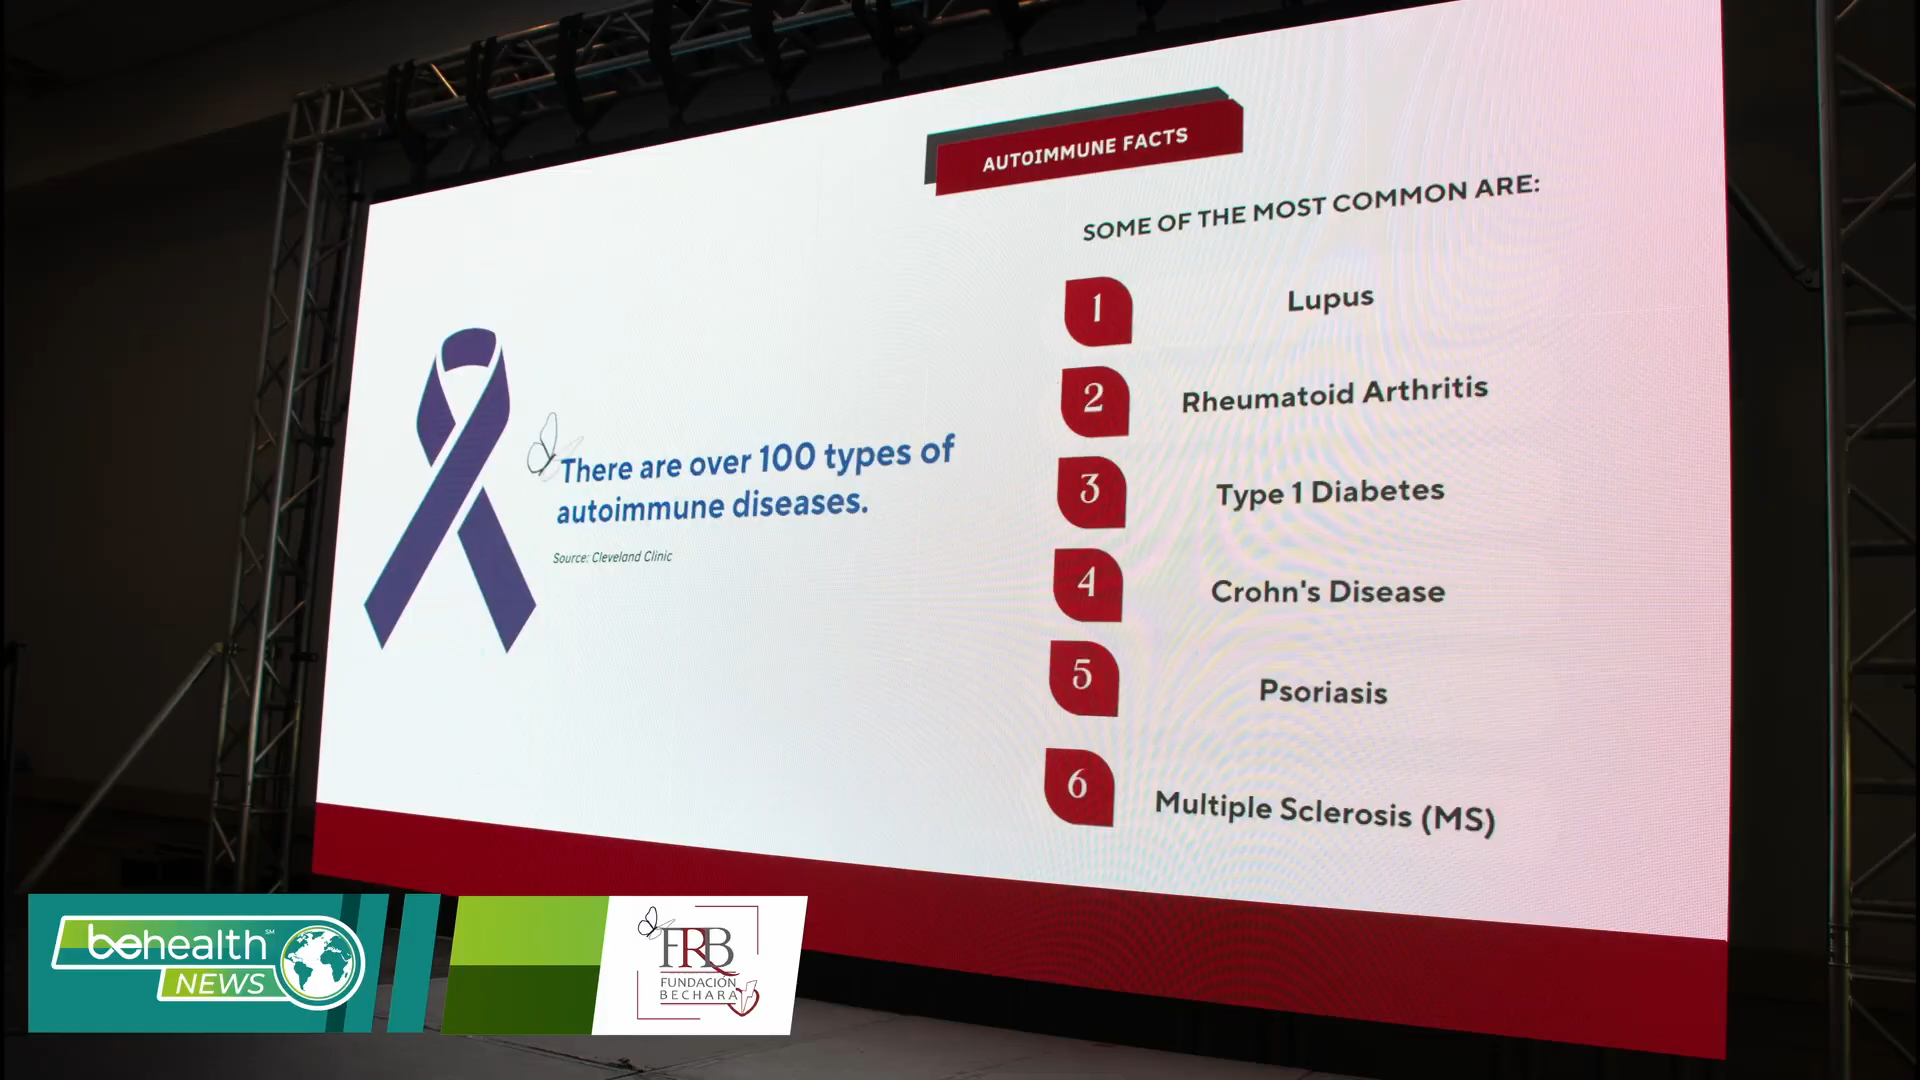 AUTOIMMUNE FACTS
SOME OF THE MOST COMMON ARE:
1 Lupus
2 Rheumatoid Arthritis
3 Type 1 Diabetes
4 Crohn's Disease
5 Psoriasis
6 Multiple Sclerosis (MS)
There are over 100 types of
autoimmune diseases.
Source: Cleveland Clinic
behealth℠
NEWS
FRB
FUNDACIÓN
BECHARA